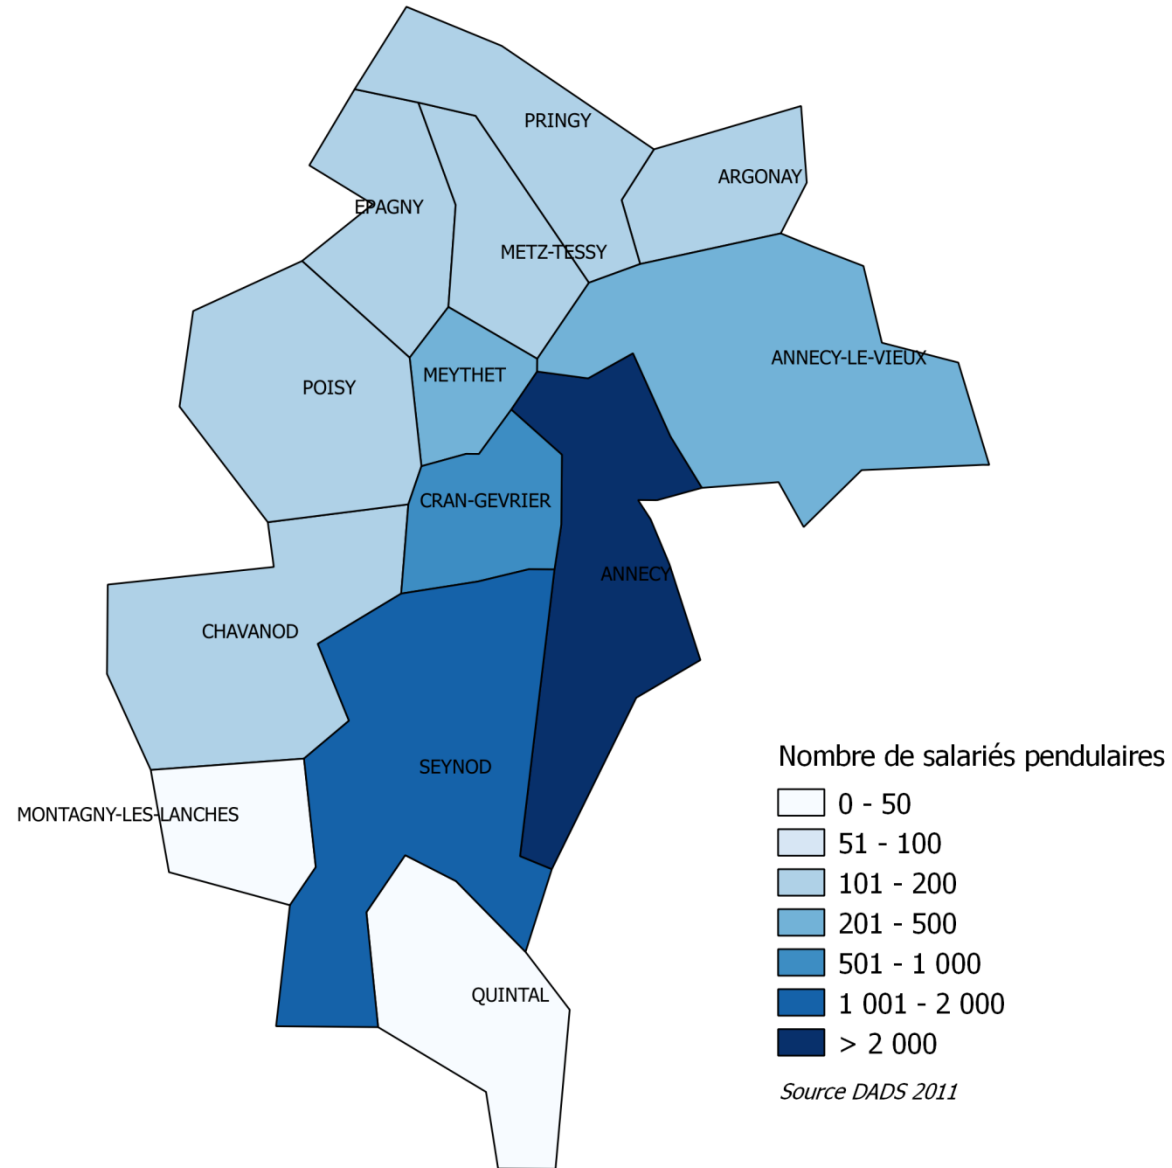 PRINGY
ARGONAY
EPAGNY
METZ-TESSY
ANNECY-LE-VIEUX
MEYTHET
POISY
CRAN-GEVRIER
ANNECY
CHAVANOD
SEYNOD
MONTAGNY-LES-LANCHES
QUINTAL
Nombre de salariés pendulaires
0 - 50
51 - 100
101 - 200
201 - 500
501 - 1 000
1 001 - 2 000
> 2 000
Source DADS 2011